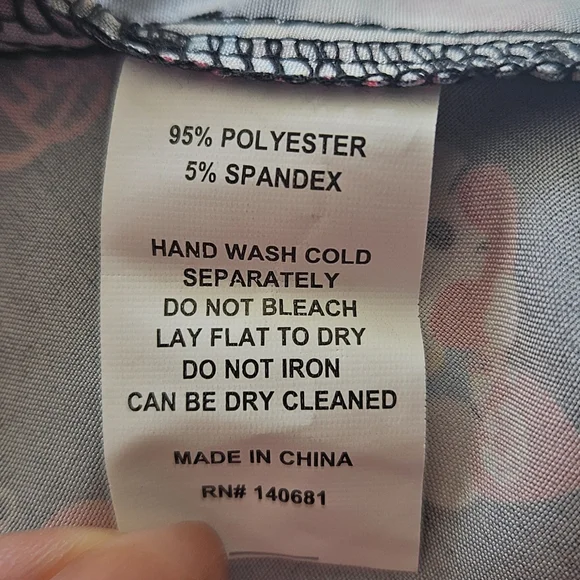 95% POLYESTER
5% SPANDEX
HAND WASH COLD
SEPARATELY
DO NOT BLEACH
LAY FLAT TO DRY
DO NOT IRON
CAN BE DRY CLEANED
MADE IN CHINA
RN# 140681